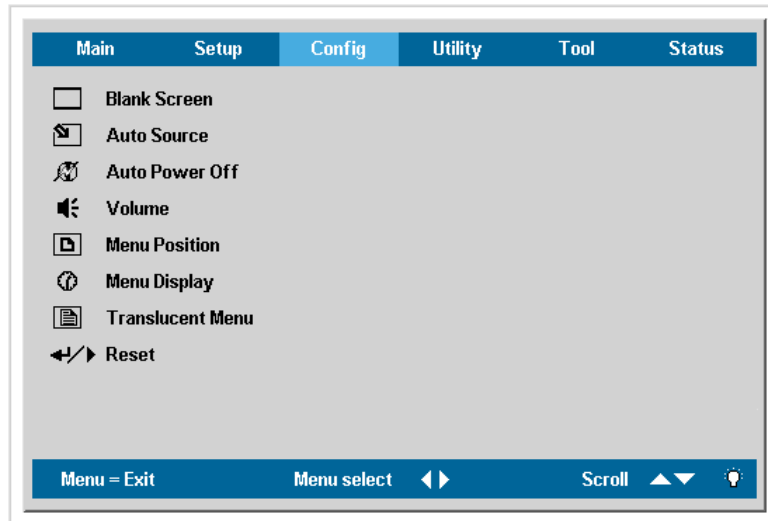 Main Setup Config Utility Tool Status
Blank Screen
Auto Source
Auto Power Off
Volume
Menu Position
Menu Display
Translucent Menu
Reset
Menu = Exit Menu select Scroll